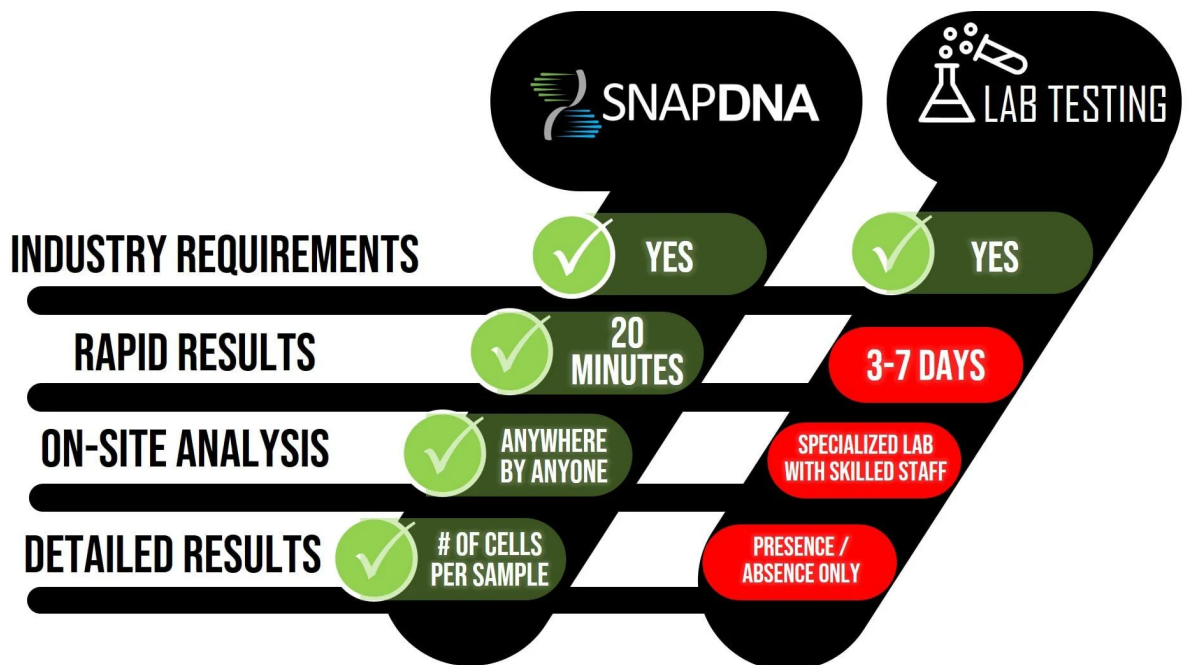 SNAPDNA
LAB TESTING
INDUSTRY REQUIREMENTS
YES
YES
RAPID RESULTS
20
MINUTES
3-7 DAYS
ON-SITE ANALYSIS
ANYWHERE
BY ANYONE
SPECIALIZED LAB
WITH SKILLED STAFF
DETAILED RESULTS
# OF CELLS
PER SAMPLE
PRESENCE /
ABSENCE ONLY